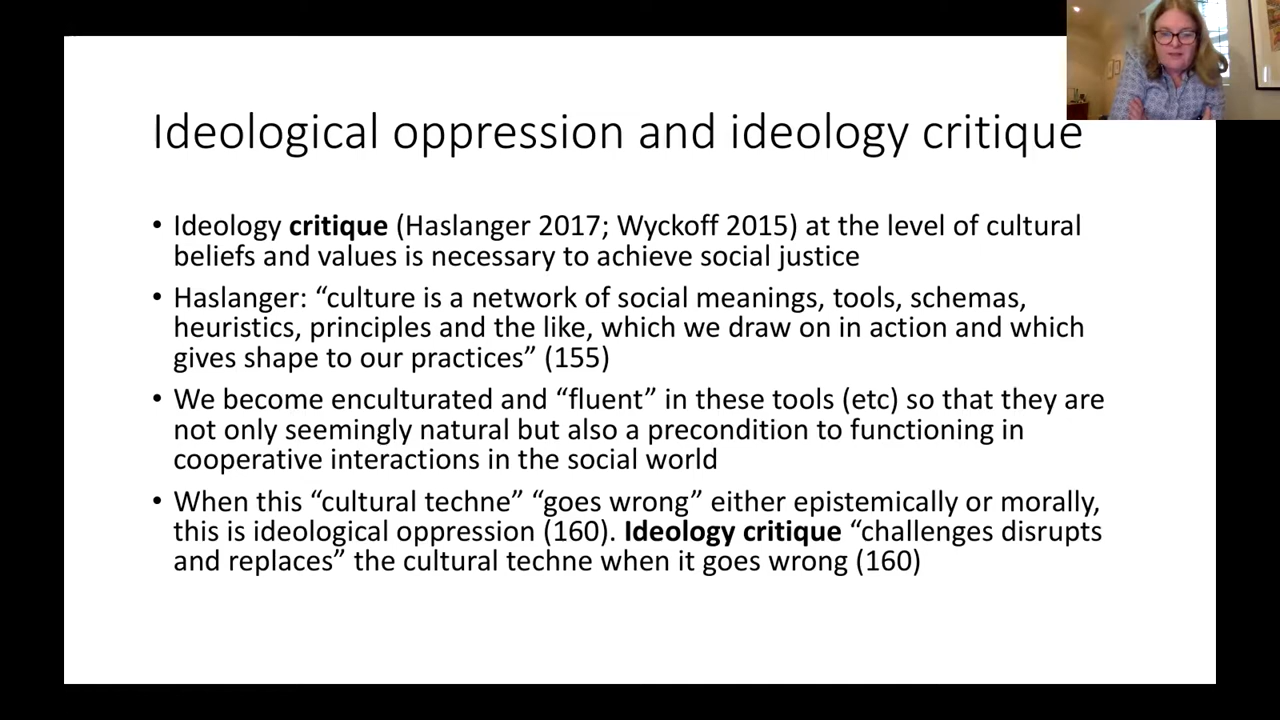 Ideological oppression and ideology critique
• Ideology critique (Haslanger 2017; Wyckoff 2015) at the level of cultural
beliefs and values is necessary to achieve social justice
• Haslanger: “culture is a network of social meanings, tools, schemas,
heuristics, principles and the like, which we draw on in action and which
gives shape to our practices” (155)
• We become enculturated and “fluent” in these tools (etc) so that they are
not only seemingly natural but also a precondition to functioning in
cooperative interactions in the social world
• When this “cultural techne” “goes wrong” either epistemically or morally,
this is ideological oppression (160). Ideology critique “challenges disrupts
and replaces” the cultural techne when it goes wrong (160)